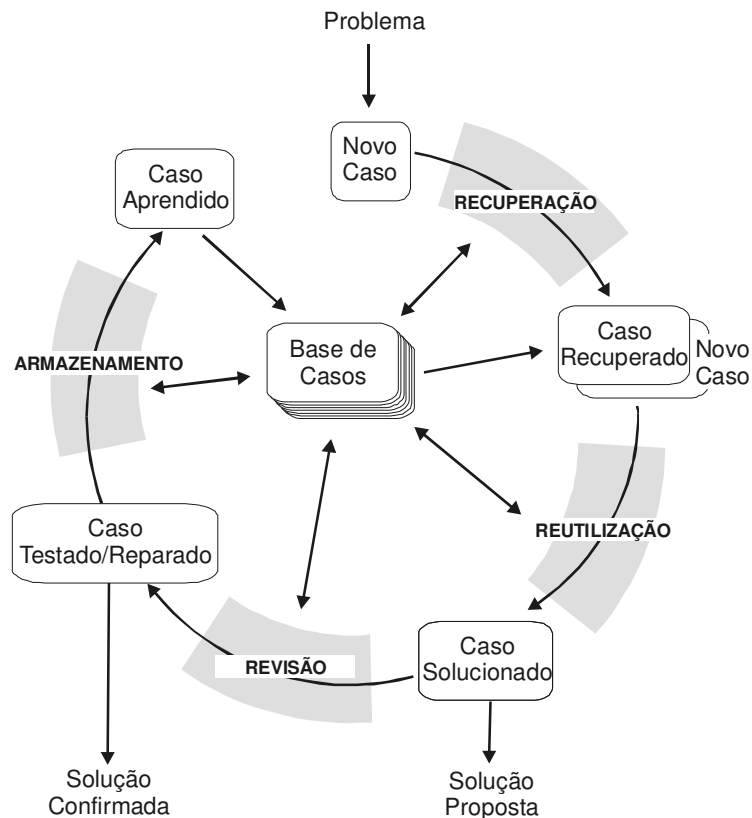 Problema
Novo
Caso
RECUPERAÇÃO
Caso
Aprendido
Caso
Recuperado
Novo
Caso
Base de
Casos
ARMAZENAMENTO
REUTILIZAÇÃO
Caso
Testado/Reparado
Caso
Solucionado
REVISÃO
Solução
Confirmada
Solução
Proposta